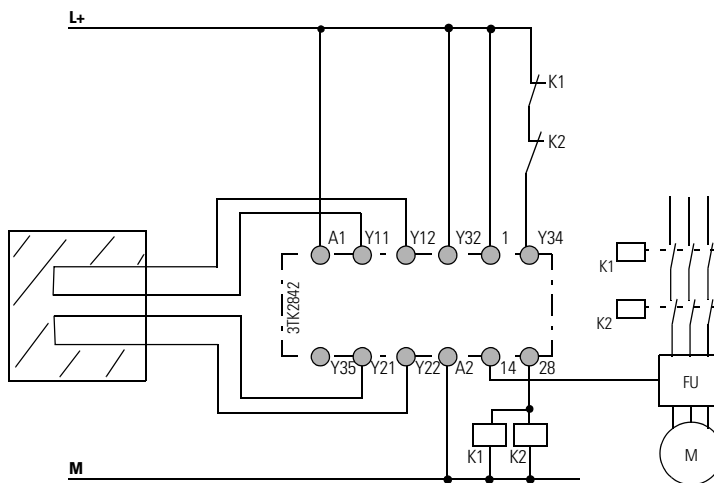 L+
K1
K2
A1 Y11 Y12 Y32 1 Y34
3TK2842
K1
K2
Y35 Y21 Y22 A2 14 28
FU
K1 K2
M
M